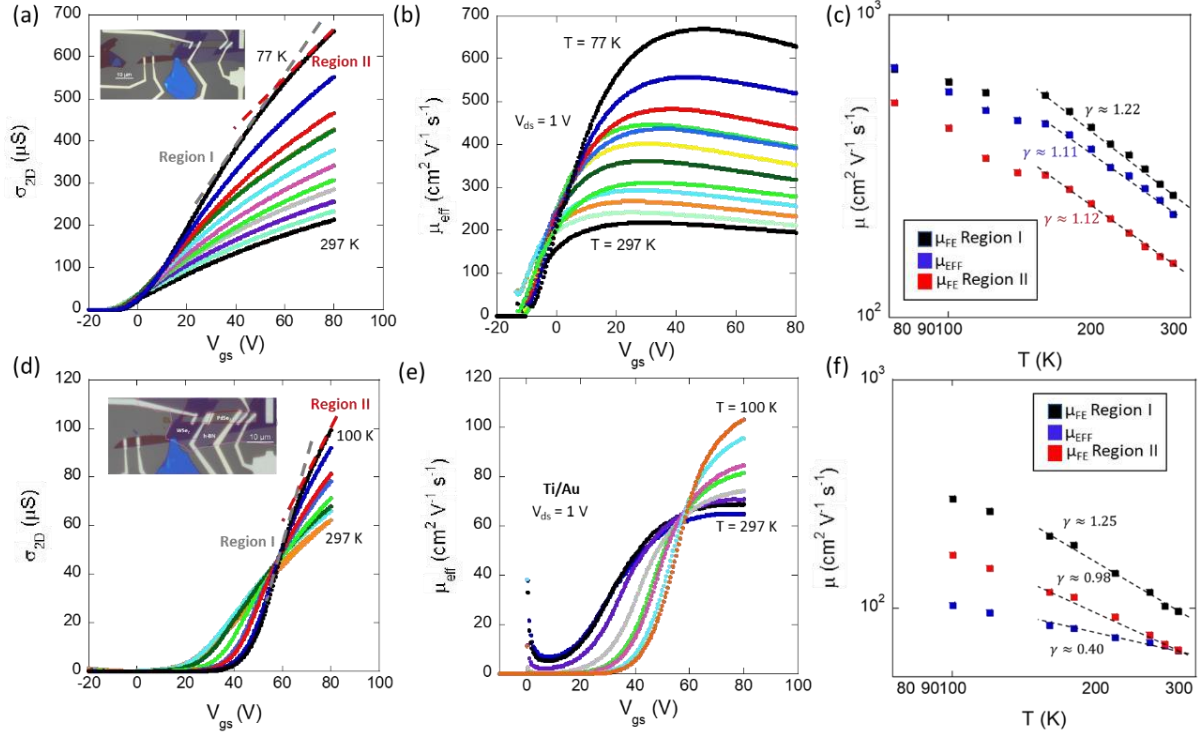 (a)
700
600
500
400
300
200
100
0
-20 0 20 40 60 80 100
σ2D (μS)
Vgs (V)
10 μm
77 K
Region II
Region I
297 K
(b)
700
600
500
400
300
200
100
0
-20 0 20 40 60 80
μeff (cm² V⁻¹ s⁻¹)
Vgs (V)
T = 77 K
Vds = 1 V
T = 297 K
(c)
10³
10²
80 90100 200 300
μ (cm² V⁻¹ s⁻¹)
T (K)
γ ≈ 1.22
γ ≈ 1.11
γ ≈ 1.12
μFE Region I
μEFF
μFE Region II
(d)
120
100
80
60
40
20
0
-20 0 20 40 60 80 100
σ2D (μS)
Vgs (V)
PdSe₂
WSe₂
h-BN
10 μm
Region II
100 K
Region I
297 K
(e)
120
100
80
60
40
20
0
0 20 40 60 80 100
μeff (cm² V⁻¹ s⁻¹)
Vgs (V)
T = 100 K
Ti/Au
Vds = 1 V
T = 297 K
(f)
10³
10²
80 90100 200 300
μ (cm² V⁻¹ s⁻¹)
T (K)
μFE Region I
μEFF
μFE Region II
γ ≈ 1.25
γ ≈ 0.98
γ ≈ 0.40